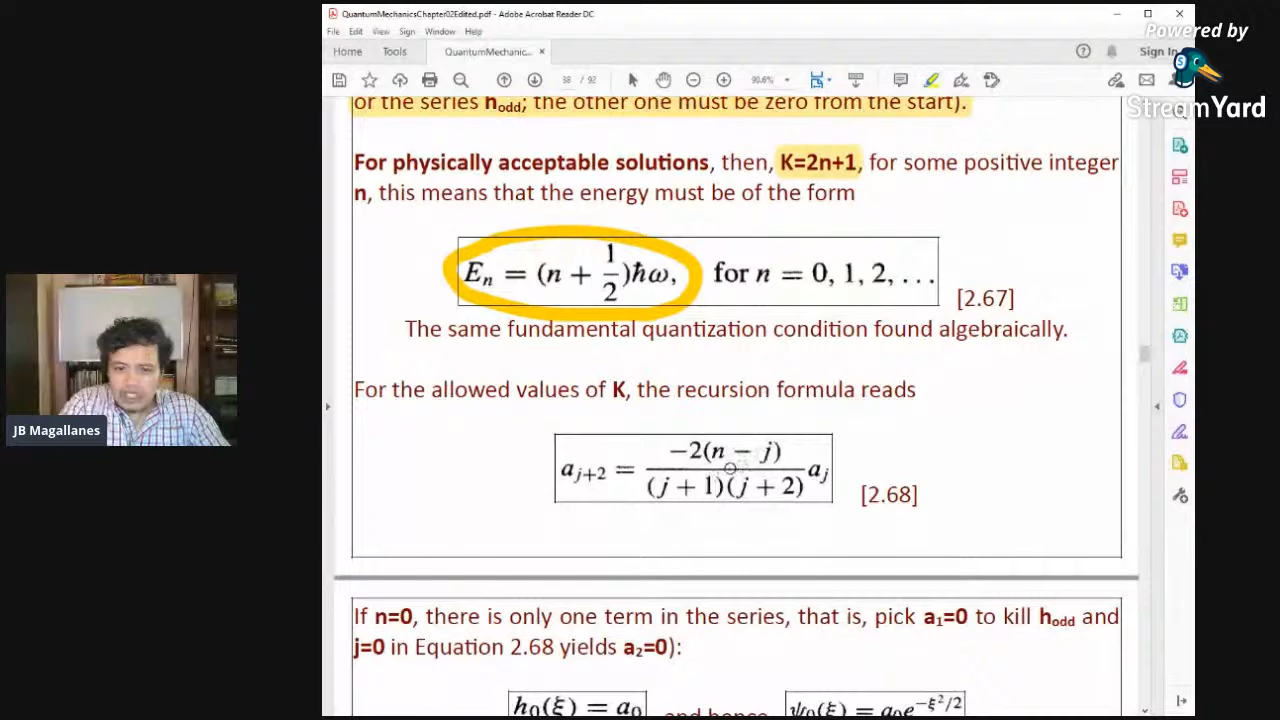 QuantumMechanicsChapter02Edited.pdf - Adobe Acrobat Reader DC
File Edit View Sign Window Help
Powered by
Home Tools QuantumMechanic... × Sign In
38 / 92 90.6%
StreamYard
or the series hodd; the other one must be zero from the start).
For physically acceptable solutions, then, K=2n+1, for some positive integer
n, this means that the energy must be of the form
Eₙ = (n + 1/2)ħω, for n = 0, 1, 2, . . .
[2.67]
The same fundamental quantization condition found algebraically.
For the allowed values of K, the recursion formula reads
JB Magallanes
aj+2 = −2(n − j) / (j + 1)(j + 2) aj
[2.68]
If n=0, there is only one term in the series, that is, pick a₁=0 to kill hodd and
j=0 in Equation 2.68 yields a₂=0):
h₀(ξ) = a₀ and hence ψ₀(ξ) = a₀e^−ξ²/2